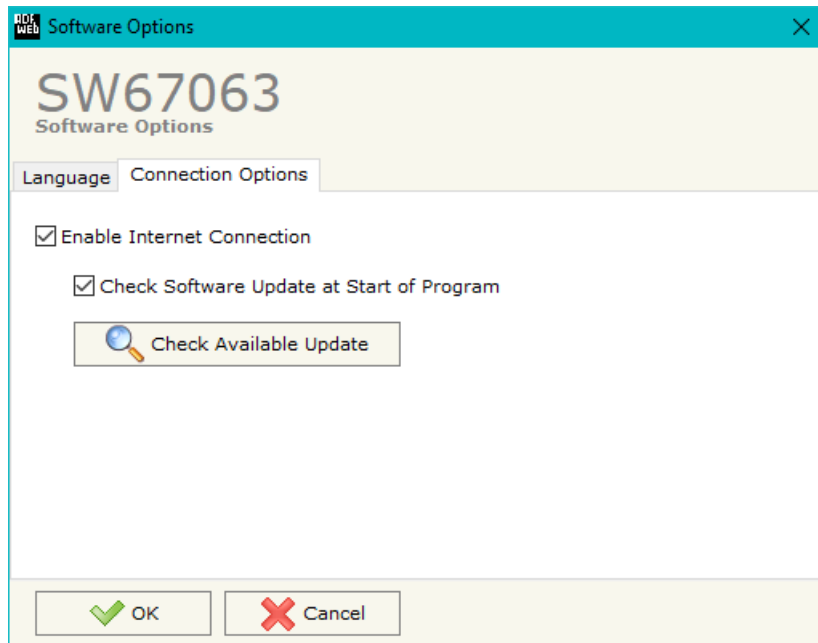 ADF
WEB
Software Options
SW67063
Software Options
Language
Connection Options
Enable Internet Connection
Check Software Update at Start of Program
Check Available Update
OK
Cancel